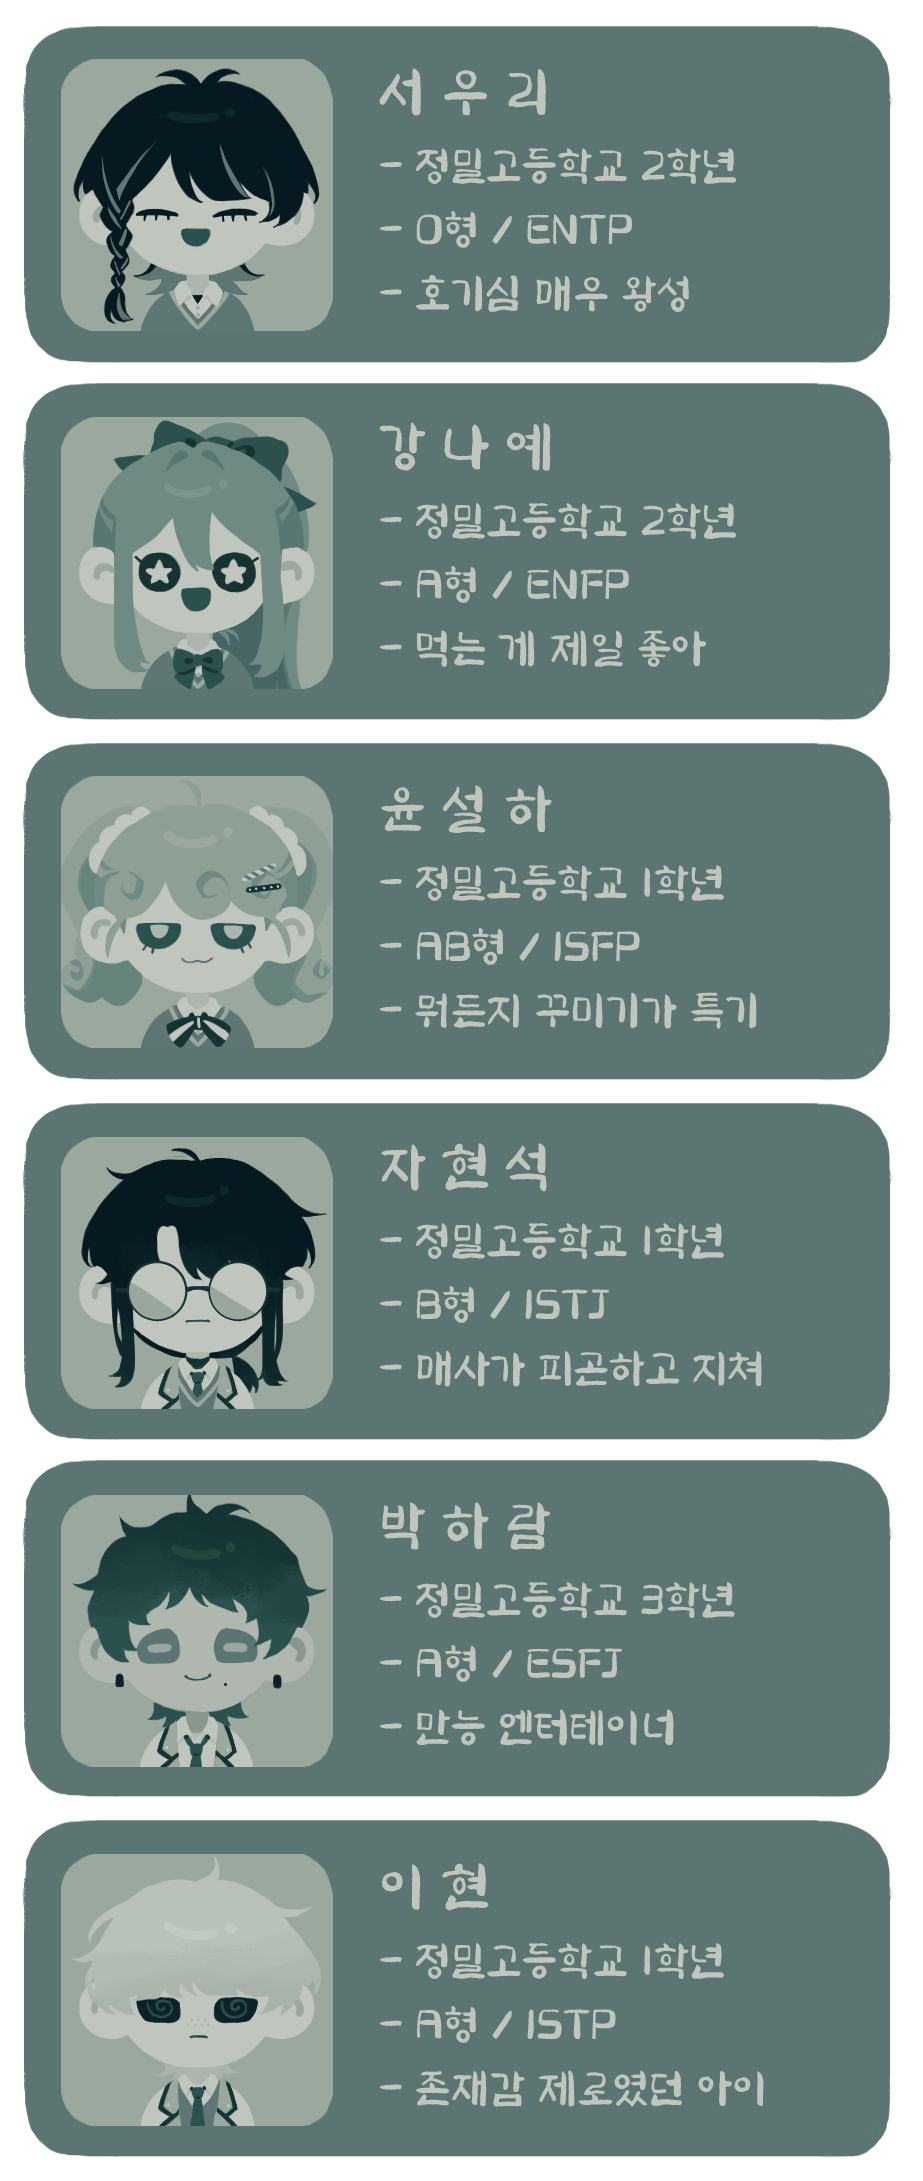 서우리
- 정밀고등학교 2학년
- O형 / ENTP
- 호기심 매우 왕성
강나예
- 정밀고등학교 2학년
- A형 / ENFP
- 먹는 게 제일 좋아
윤설하
- 정밀고등학교 1학년
- AB형 / ISFP
- 뭐든지 꾸미기가 특기
자현석
- 정밀고등학교 1학년
- B형 / ISTJ
- 매사가 피곤하고 지쳐
박하람
- 정밀고등학교 3학년
- A형 / ESFJ
- 만능 엔터테이너
이현
- 정밀고등학교 1학년
- A형 / ISTP
- 존재감 제로였던 아이